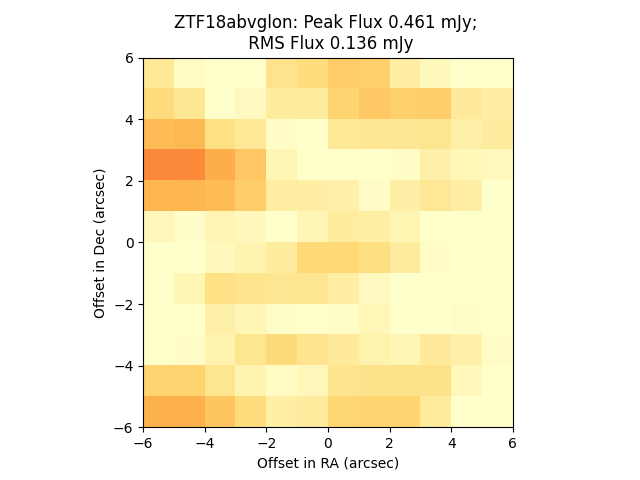 ZTF18abvglon: Peak Flux 0.461 mJy;
RMS Flux 0.136 mJy
6
4
2
0
−2
−4
−6
Offset in Dec (arcsec)
−6 −4 −2 0 2 4 6
Offset in RA (arcsec)